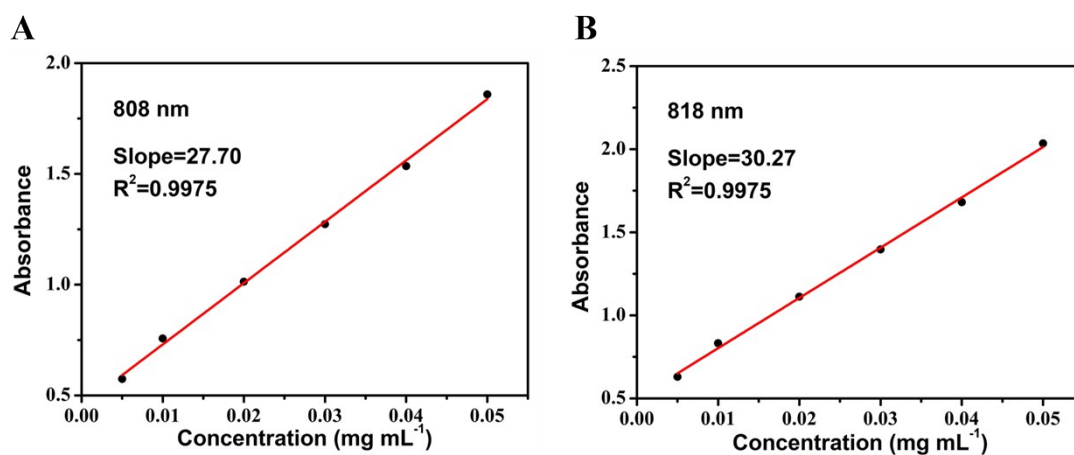 A
2.0
1.5
1.0
0.5
808 nm
Slope=27.70
R²=0.9975
Absorbance
0.00 0.01 0.02 0.03 0.04 0.05
Concentration (mg mL⁻¹)
B
2.5
2.0
1.5
1.0
0.5
818 nm
Slope=30.27
R²=0.9975
Absorbance
0.00 0.01 0.02 0.03 0.04 0.05
Concentration (mg mL⁻¹)